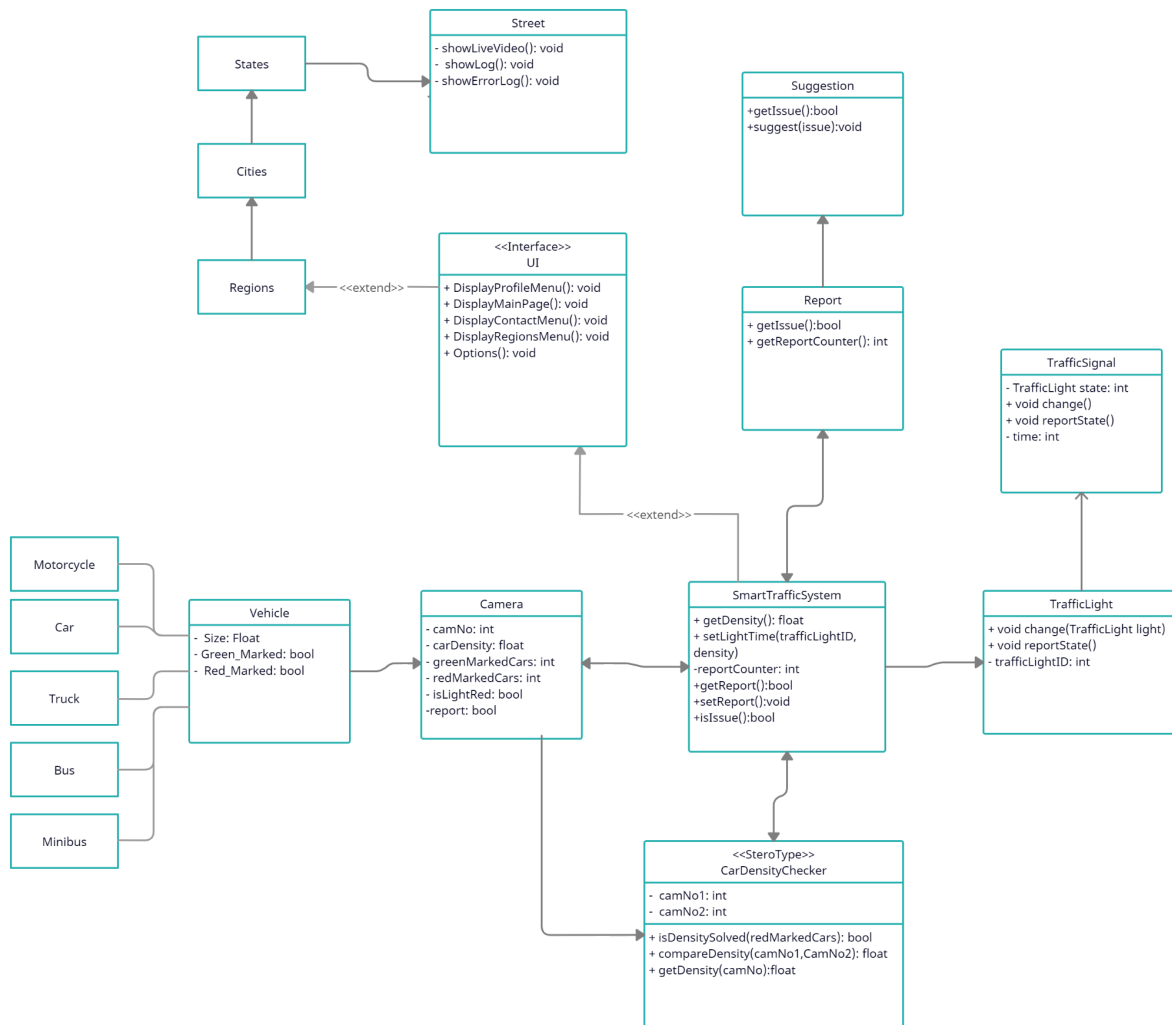 Street
- showLiveVideo(): void
-  showLog(): void
- showErrorLog(): void
States
Cities
Regions
<<extend>>
<<Interface>>
UI
+ DisplayProfileMenu(): void
+ DisplayMainPage(): void
+ DisplayContactMenu(): void
+ DisplayRegionsMenu(): void
+ Options(): void
Suggestion
+getIssue():bool
+suggest(issue):void
Report
+ getIssue():bool
+ getReportCounter(): int
TrafficSignal
- TrafficLight state: int
+ void change()
+ void reportState()
- time: int
<<extend>>
Motorcycle
Car
Truck
Bus
Minibus
Vehicle
-  Size: Float
- Green_Marked: bool
-  Red_Marked: bool
Camera
- camNo: int
- carDensity: float
- greenMarkedCars: int
- redMarkedCars: int
- isLightRed: bool
-report: bool
SmartTrafficSystem
+ getDensity(): float
+ setLightTime(trafficLightID,
density)
-reportCounter: int
+getReport():bool
+setReport():void
+isIssue():bool
TrafficLight
+ void change(TrafficLight light)
+ void reportState()
- trafficLightID: int
<<SteroType>>
CarDensityChecker
-  camNo1: int
-  camNo2: int
+ isDensitySolved(redMarkedCars): bool
+ compareDensity(camNo1,CamNo2): float
+ getDensity(camNo):float